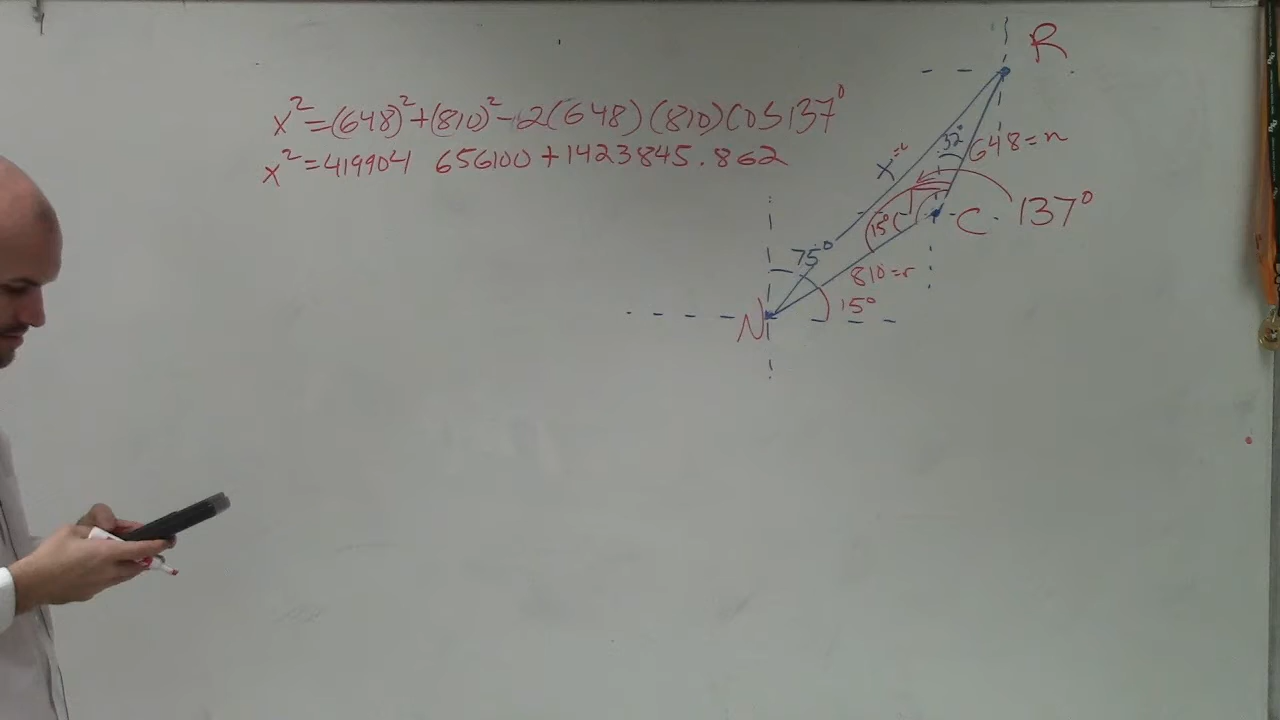 R
x²=(648)²+(810)²-2(648)(810)cos137°
x²=419904 656100+1423845.862
32°
648=n
x=c
15°
C
137°
75°
810=r
15°
N